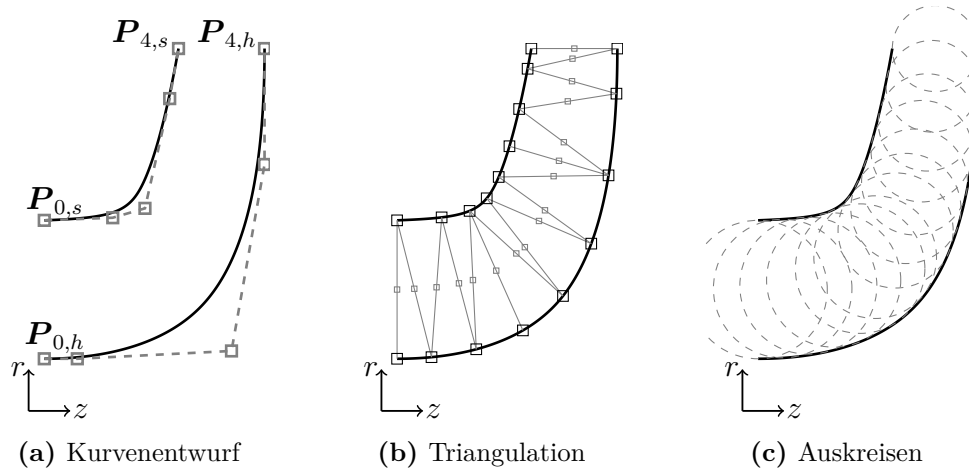 P4,s P4,h
P0,s
P0,h
r r r
z z z
(a) Kurvenentwurf (b) Triangulation (c) Auskreisen